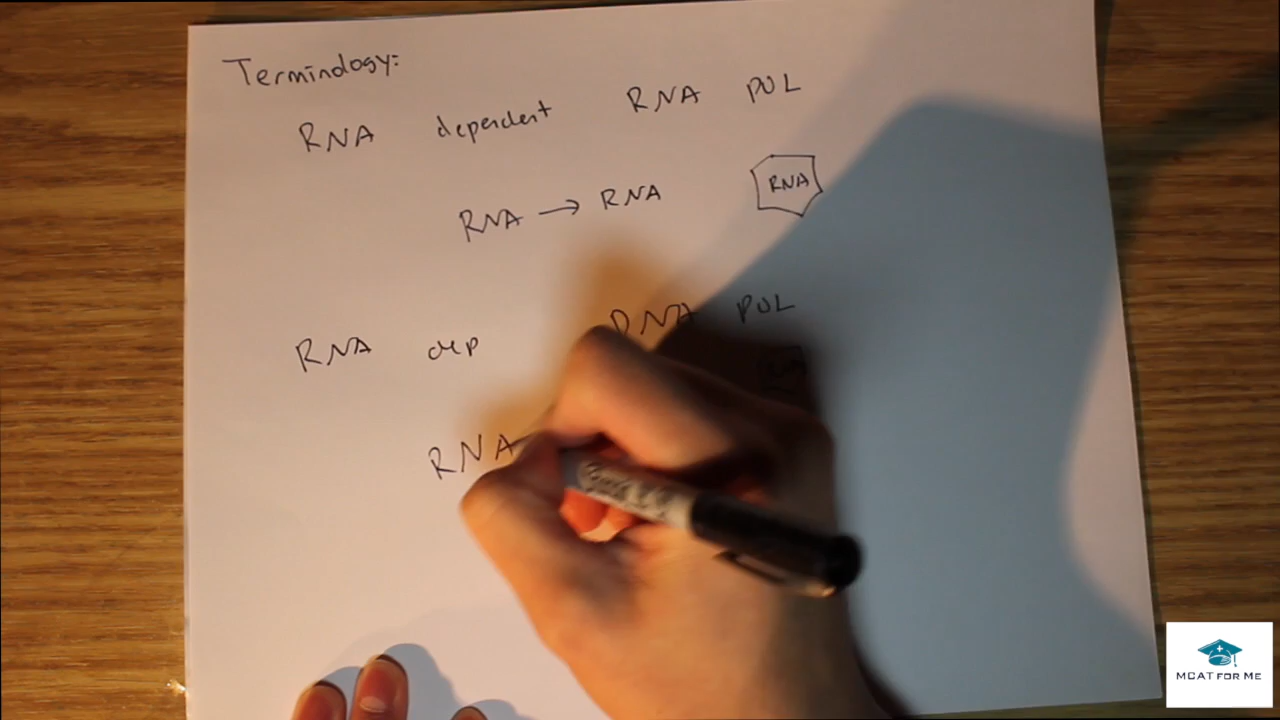 Terminology:
RNA dependent RNA POL
RNA → RNA
RNA
RNA dep DNA POL
RNA
MCAT FOR ME